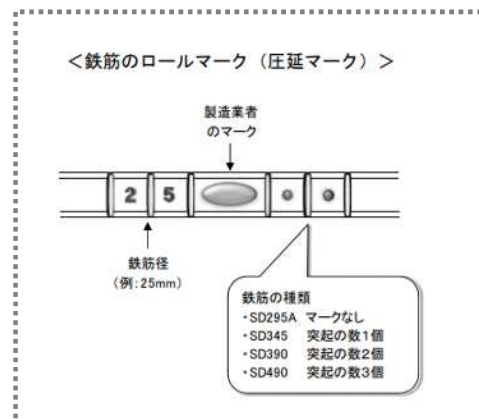 ＜鉄筋のロールマーク（圧延マーク）＞
製造業者
のマーク
2 5
鉄筋径
（例：25mm）
鉄筋の種類
・SD295A マークなし
・SD345 突起の数1個
・SD390 突起の数2個
・SD490 突起の数3個